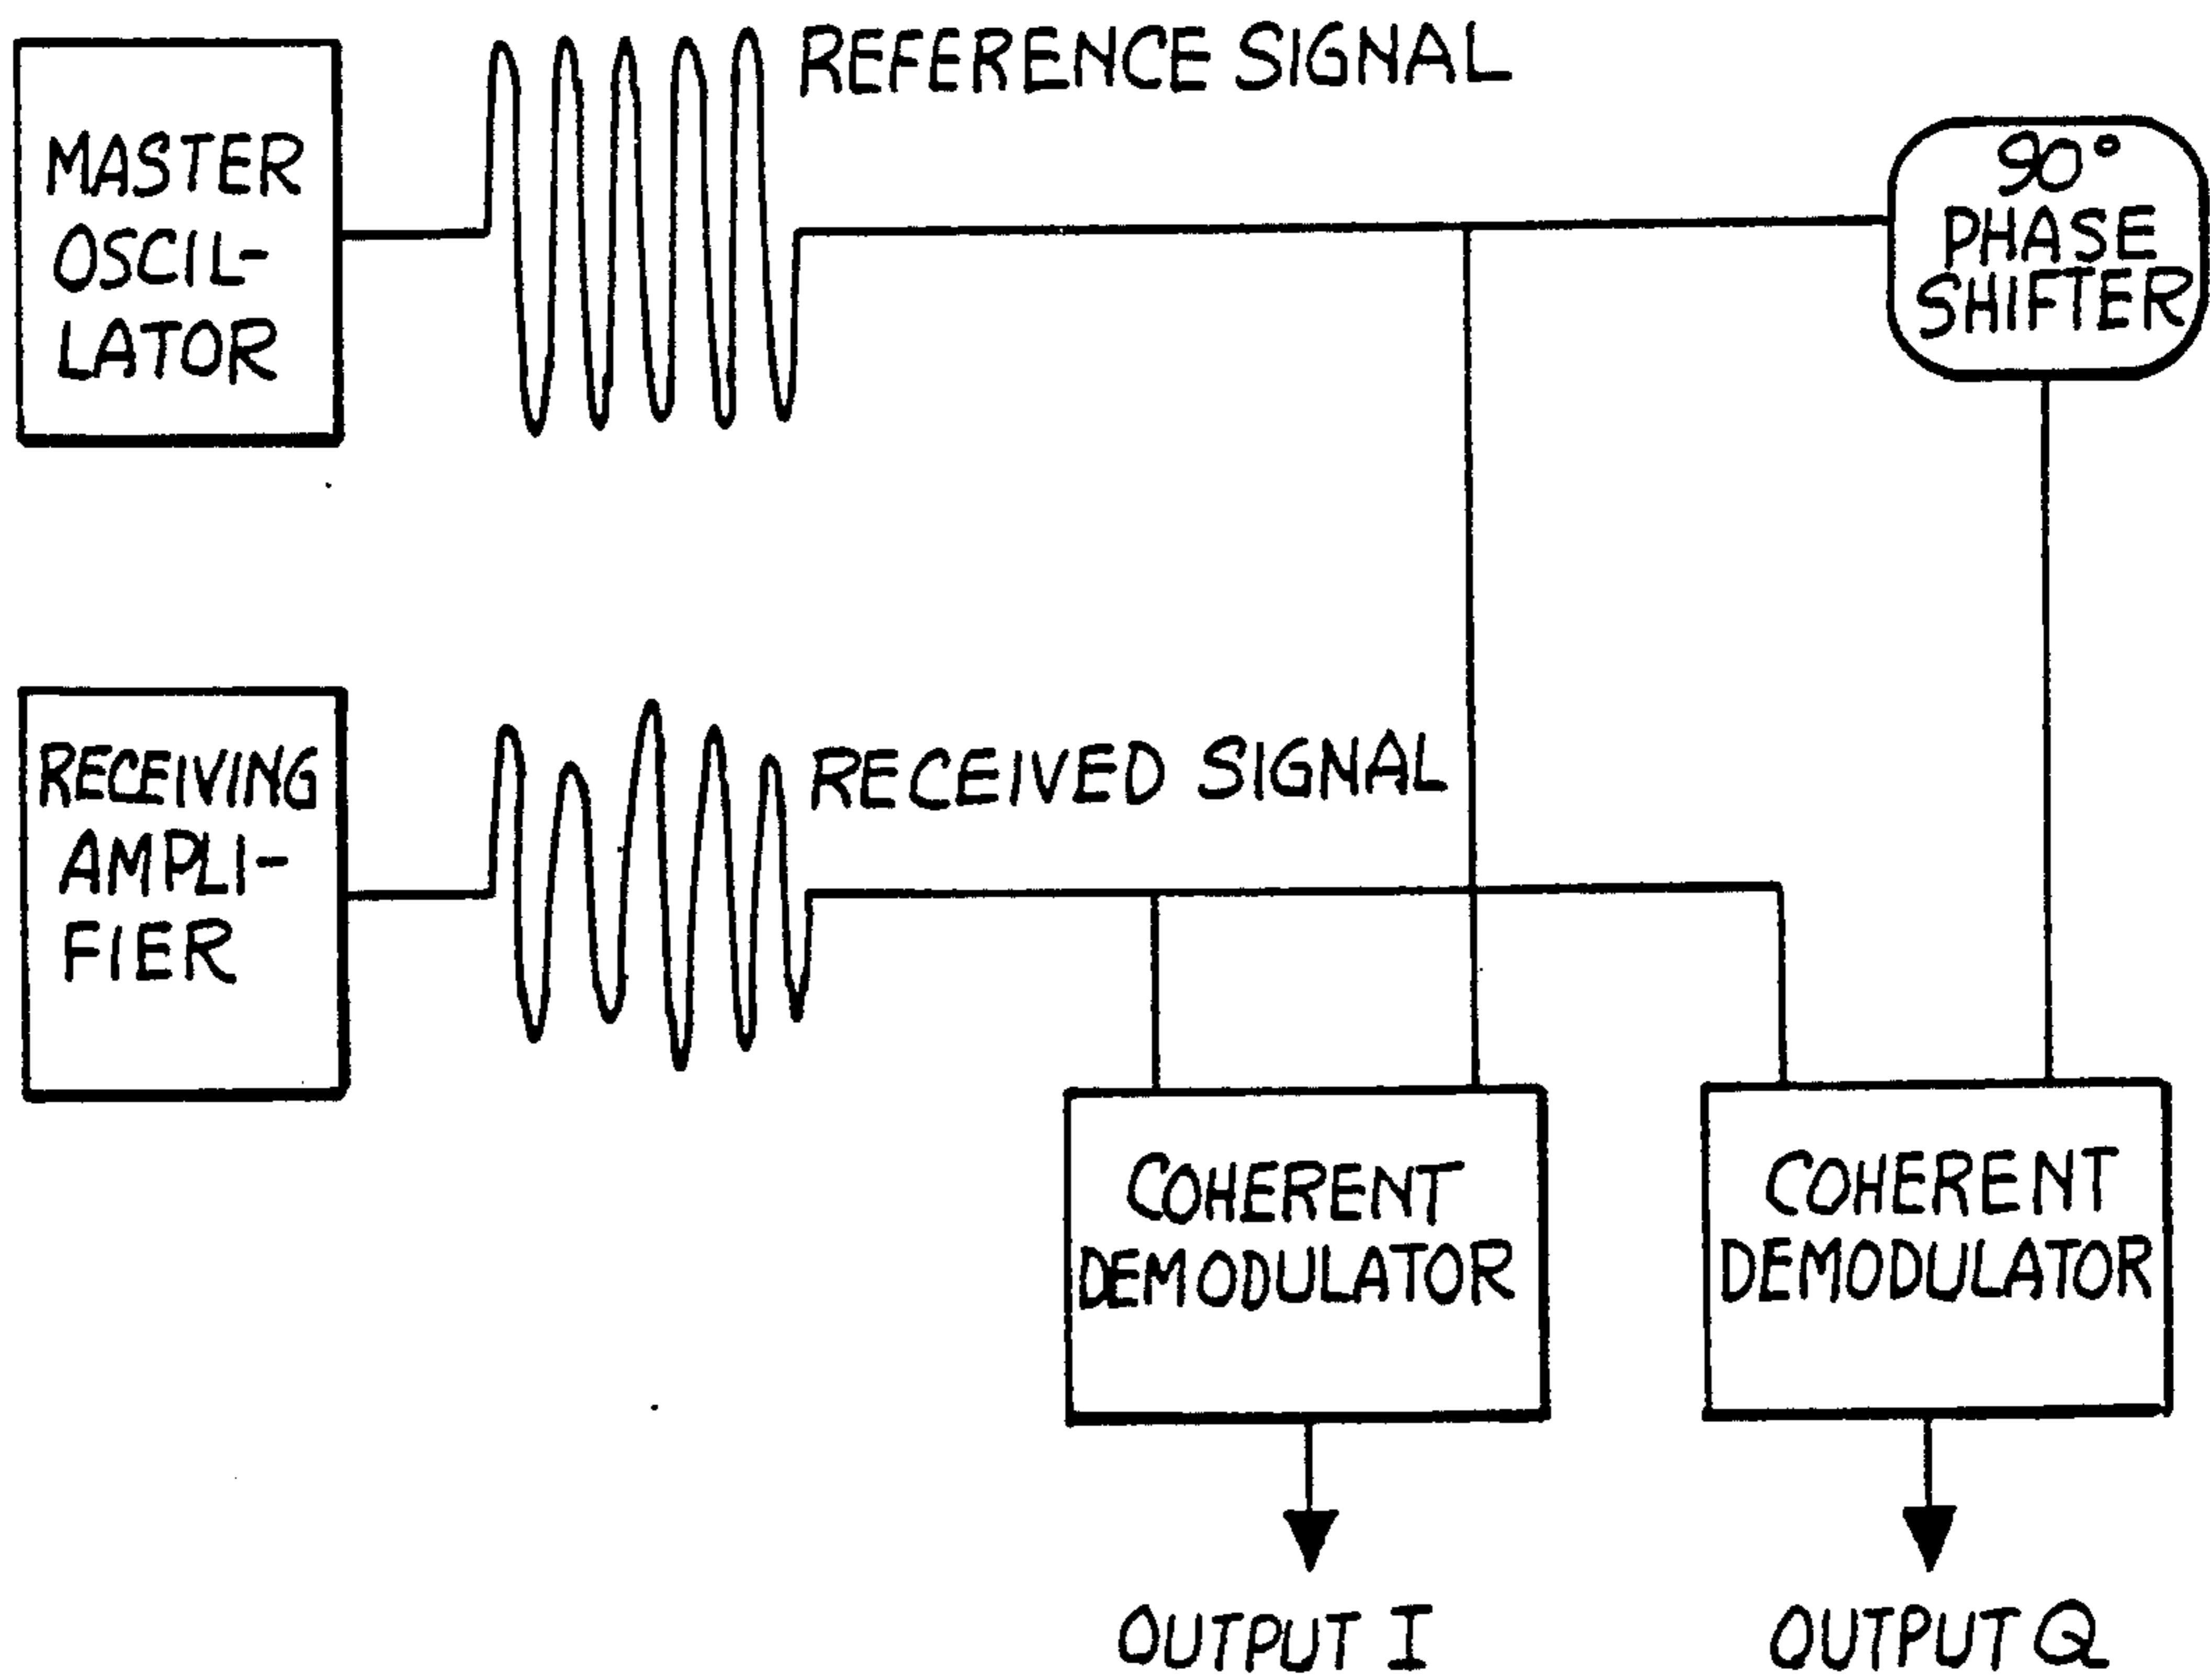 REFERENCE SIGNAL
MASTER
OSCIL-
LATOR
90°
PHASE
SHIFTER
RECEIVING
AMPLI-
FIER
RECEIVED SIGNAL
COHERENT
DEMODULATOR
COHERENT
DEMODULATOR
OUTPUT I
OUTPUT Q